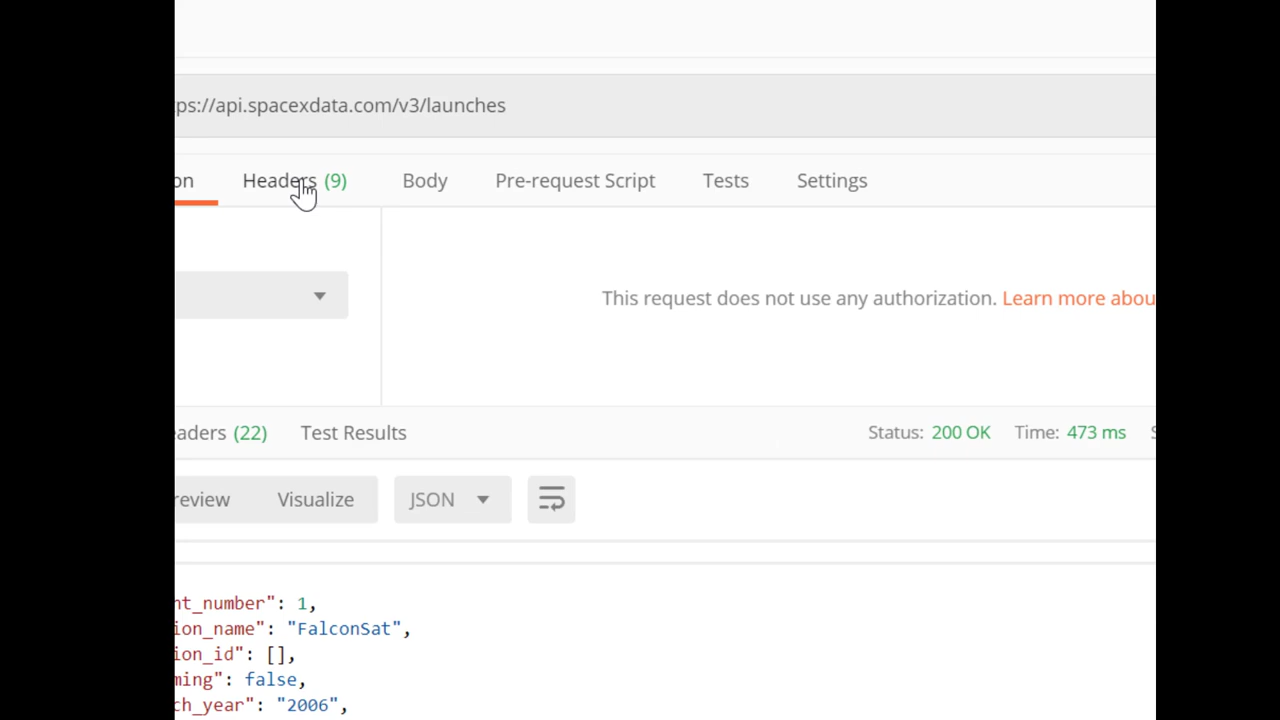 ps://api.spacexdata.com/v3/launches
on Headers (9) Body Pre-request Script Tests Settings
This request does not use any authorization. Learn more abou
eaders (22) Test Results Status: 200 OK Time: 473 ms
review Visualize JSON
nt_number": 1,
ion_name": "FalconSat",
ion_id": [],
ming": false,
ch_year": "2006",